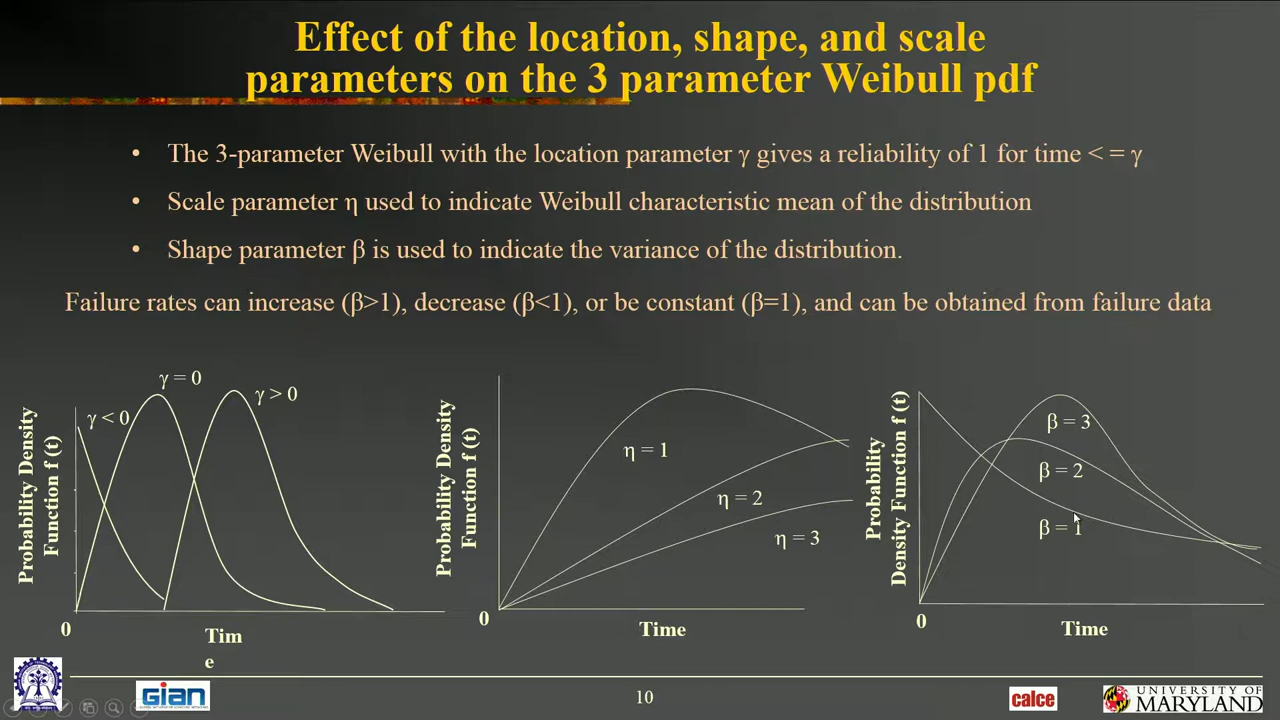 Effect of the location, shape, and scale
parameters on the 3 parameter Weibull pdf
• The 3-parameter Weibull with the location parameter γ gives a reliability of 1 for time < = γ
• Scale parameter η used to indicate Weibull characteristic mean of the distribution
• Shape parameter β is used to indicate the variance of the distribution.
Failure rates can increase (β>1), decrease (β<1), or be constant (β=1), and can be obtained from failure data
Probability Density
Function f (t)
γ < 0
γ = 0
γ > 0
0
Tim
e
Probability Density
Function f (t)
η = 1
η = 2
η = 3
0
Time
Probability
Density Function f (t)
β = 3
β = 2
β = 1
0
Time
GIAN
10
calce
UNIVERSITY OF
MARYLAND